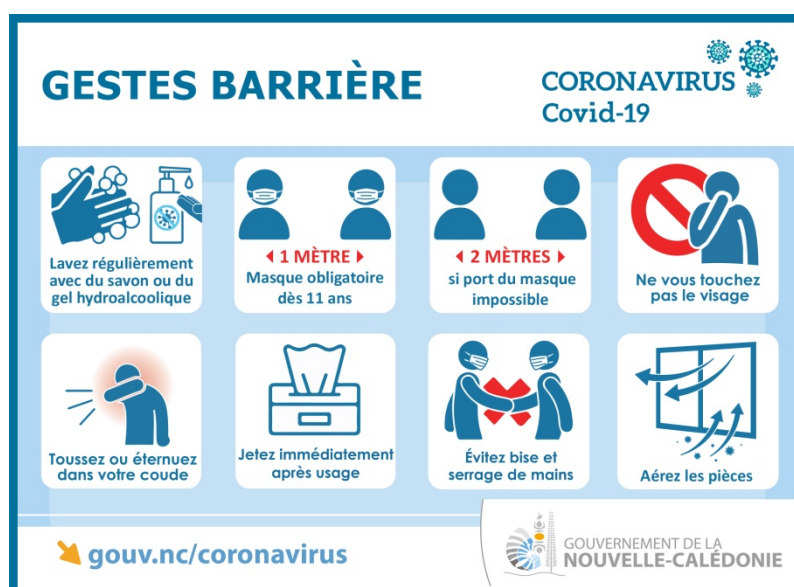 GESTES BARRIÈRE
CORONAVIRUS
Covid-19
Lavez régulièrement
avec du savon ou du
gel hydroalcoolique
1 MÈTRE
Masque obligatoire
dès 11 ans
2 MÈTRES
si port du masque
impossible
Ne vous touchez
pas le visage
Toussez ou éternuez
dans votre coude
Jetez immédiatement
après usage
Évitez bise et
serrage de mains
Aérez les pièces
gouv.nc/coronavirus
GOUVERNEMENT DE LA
NOUVELLE-CALÉDONIE